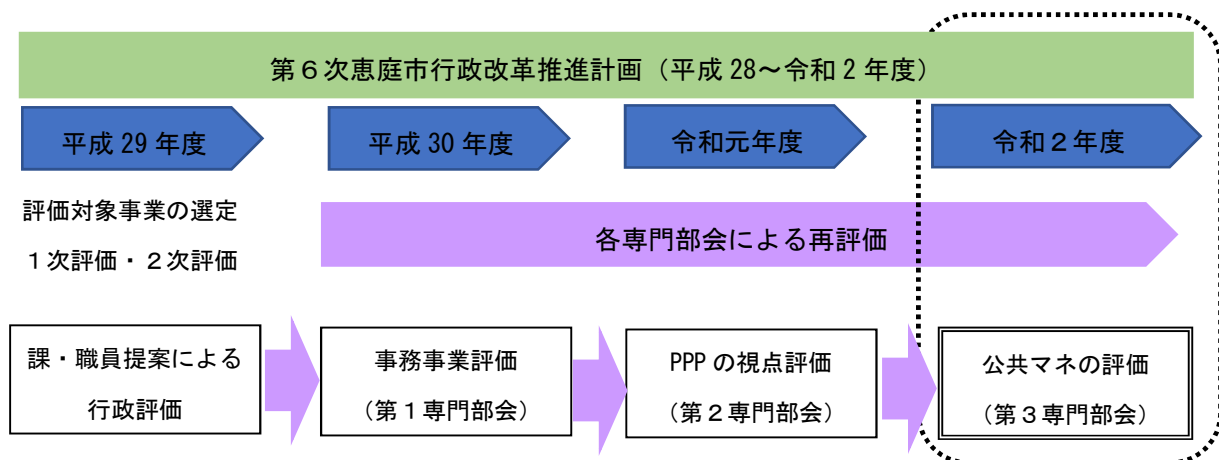 第６次恵庭市行政改革推進計画（平成 28～令和 2 年度）
平成 29 年度
平成 30 年度
令和元年度
令和２年度
評価対象事業の選定
１次評価・２次評価
各専門部会による再評価
課・職員提案による
行政評価
事務事業評価
（第１専門部会）
PPP の視点評価
（第２専門部会）
公共マネの評価
（第３専門部会）